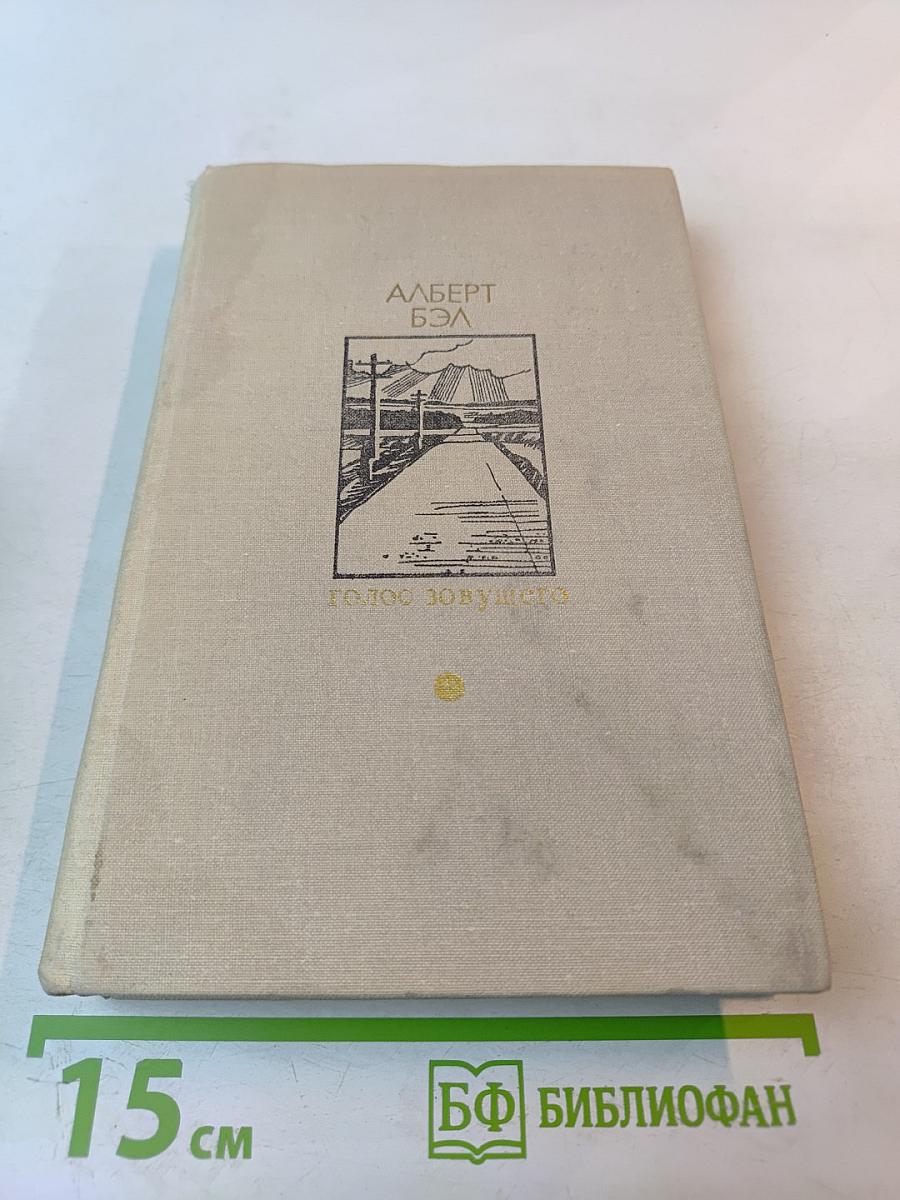 АЛБЕРТ
БЭЛ
голос зовущего
15 см
БФ БИБЛИОФАН